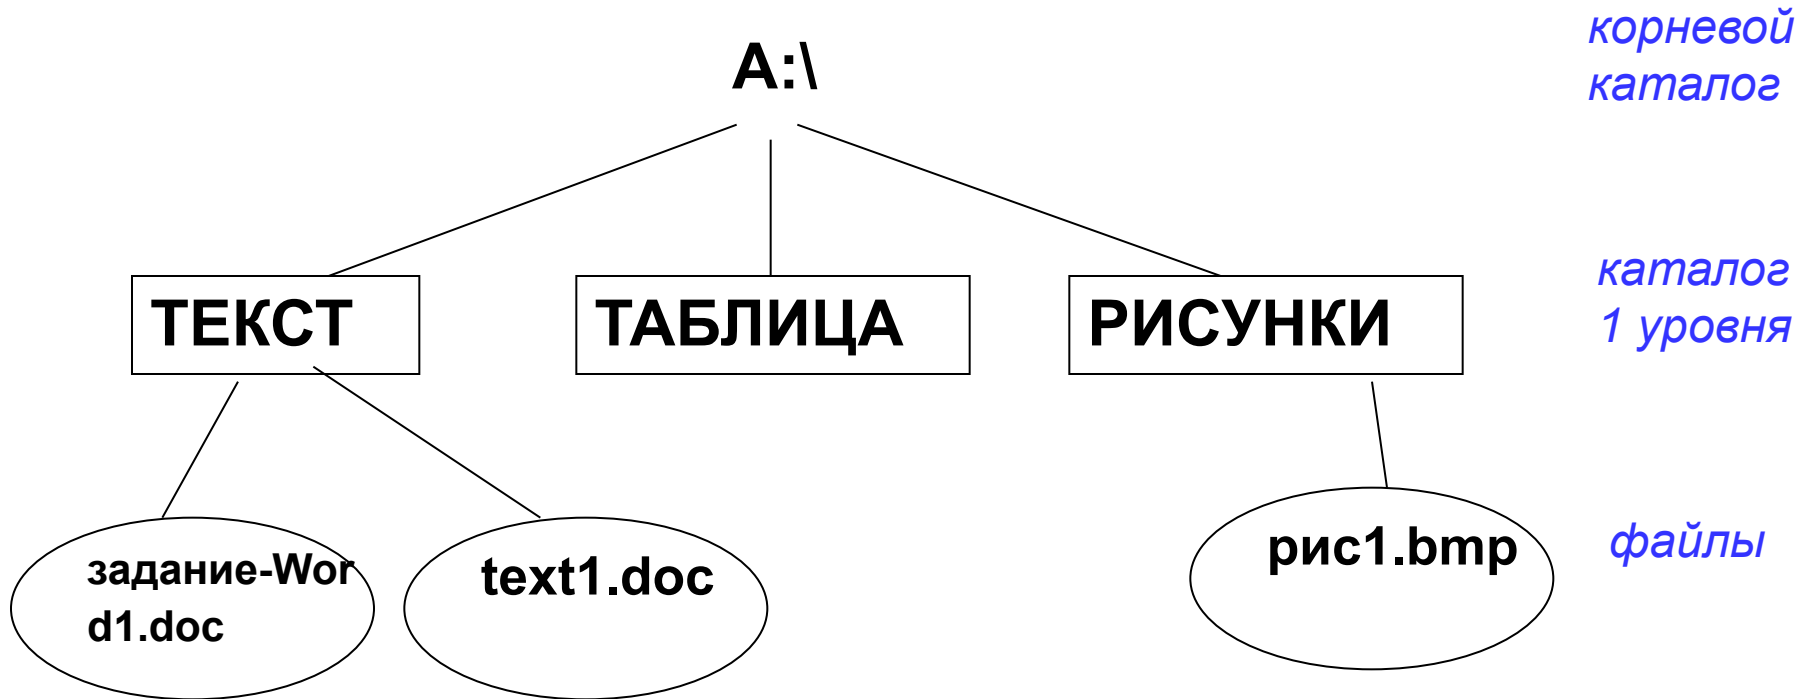 корневой
каталог
A:\
каталог
1 уровня
ТЕКСТ
ТАБЛИЦА
РИСУНКИ
файлы
задание-Wor
d1.doc
text1.doc
рис1.bmp